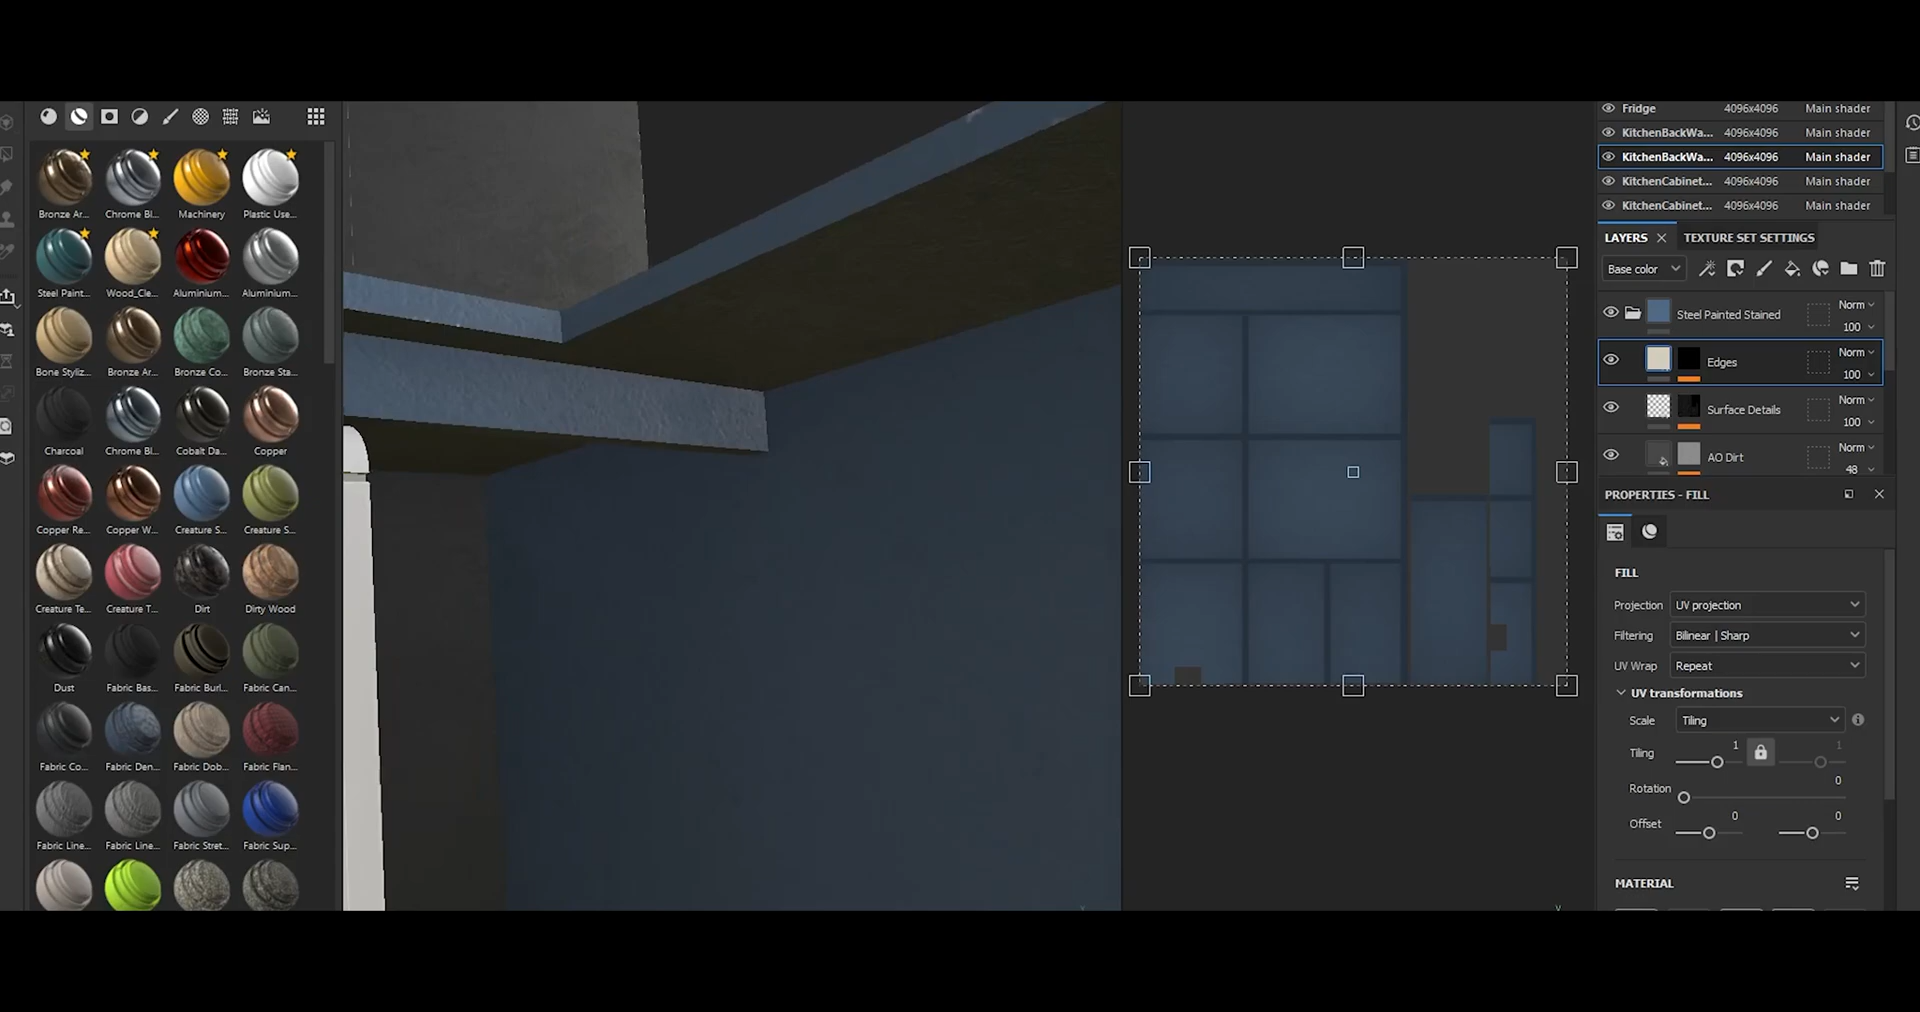 Bronze Ar... Chrome Bl... Machinery Plastic Use...
Steel Paint... Wood_Cle... Aluminium... Aluminium...
Bone Styliz... Bronze Ar... Bronze Co... Bronze Sta...
Charcoal Chrome Bl... Cobalt Da... Copper
Copper Re... Copper W... Creature S... Creature S...
Creature Te... Creature T... Dirt Dirty Wood
Dust Fabric Bas... Fabric Burl... Fabric Can...
Fabric Co... Fabric Den... Fabric Dob... Fabric Flan...
Fabric Line... Fabric Line... Fabric Stret... Fabric Sup...
Fridge 4096x4096 Main shader
KitchenBackWa... 4096x4096 Main shader
KitchenBackWa... 4096x4096 Main shader
KitchenCabinet... 4096x4096 Main shader
KitchenCabinet... 4096x4096 Main shader
LAYERS TEXTURE SET SETTINGS
Base color
Steel Painted Stained Norm 100
Edges Norm 100
Surface Details Norm 100
AO Dirt Norm 48
PROPERTIES - FILL
FILL
Projection UV projection
Filtering Bilinear | Sharp
UV Wrap Repeat
UV transformations
Scale Tiling
Tiling 1 1
Rotation 0
Offset 0 0
MATERIAL